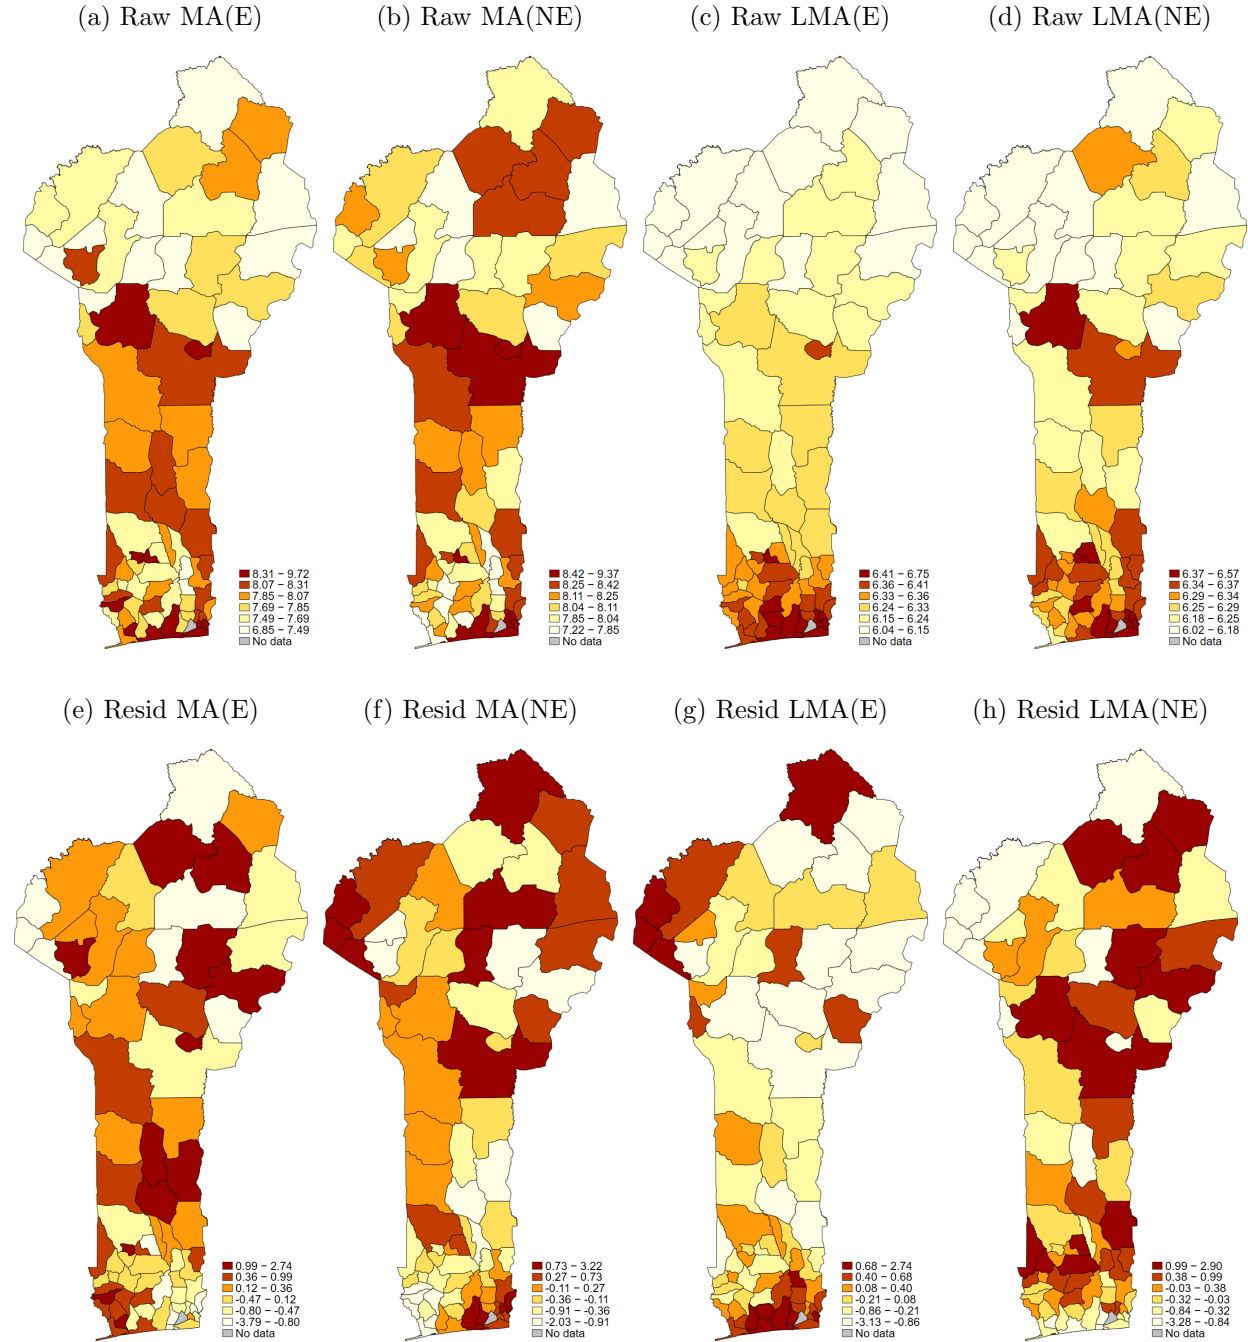 (a) Raw MA(E)
(b) Raw MA(NE)
(c) Raw LMA(E)
(d) Raw LMA(NE)
8.31 – 9.72
8.07 – 8.31
7.85 – 8.07
7.69 – 7.85
7.49 – 7.69
6.85 – 7.49
No data
8.42 – 9.37
8.25 – 8.42
8.11 – 8.25
8.04 – 8.11
7.85 – 8.04
7.22 – 7.85
No data
6.41 – 6.75
6.36 – 6.41
6.33 – 6.36
6.24 – 6.33
6.15 – 6.24
6.04 – 6.15
No data
6.37 – 6.57
6.34 – 6.37
6.29 – 6.34
6.25 – 6.29
6.18 – 6.25
6.02 – 6.18
No data
(e) Resid MA(E)
(f) Resid MA(NE)
(g) Resid LMA(E)
(h) Resid LMA(NE)
0.99 – 2.74
0.36 – 0.99
0.12 – 0.36
-0.47 – 0.12
-0.80 – -0.47
-3.79 – -0.80
No data
0.73 – 3.22
0.27 – 0.73
-0.11 – 0.27
-0.36 – -0.11
-0.91 – -0.36
-2.03 – -0.91
No data
0.68 – 2.74
0.40 – 0.68
0.08 – 0.40
-0.21 – 0.08
-0.86 – -0.21
-3.13 – -0.86
No data
0.99 – 2.90
0.38 – 0.99
-0.03 – 0.38
-0.32 – -0.03
-0.84 – -0.32
-3.28 – -0.84
No data